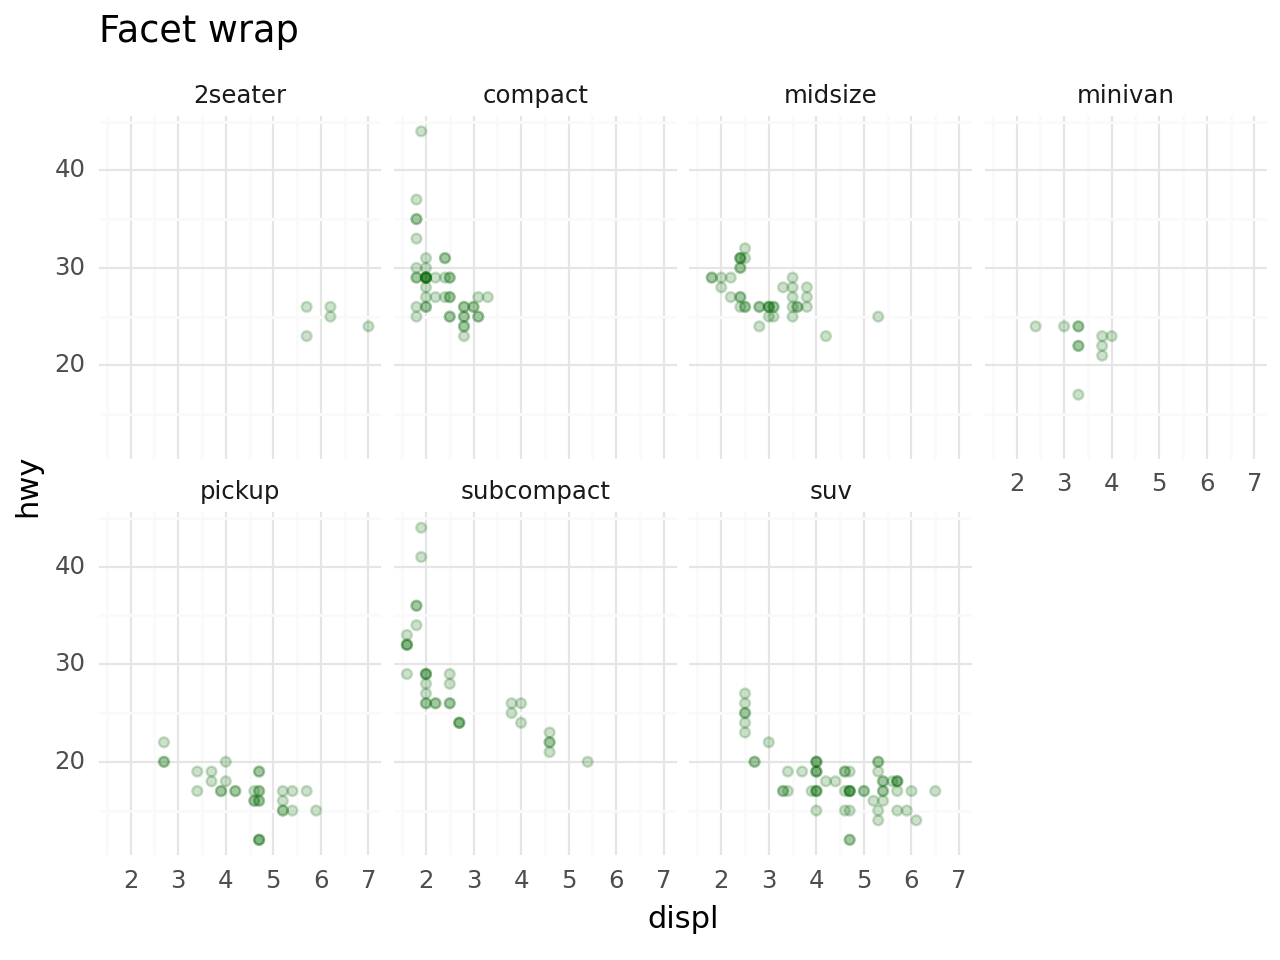 Facet wrap
2seater compact midsize minivan
40
30
20
2 3 4 5 6 7
hwy
pickup subcompact suv
40
30
20
2 3 4 5 6 7 2 3 4 5 6 7 2 3 4 5 6 7
displ